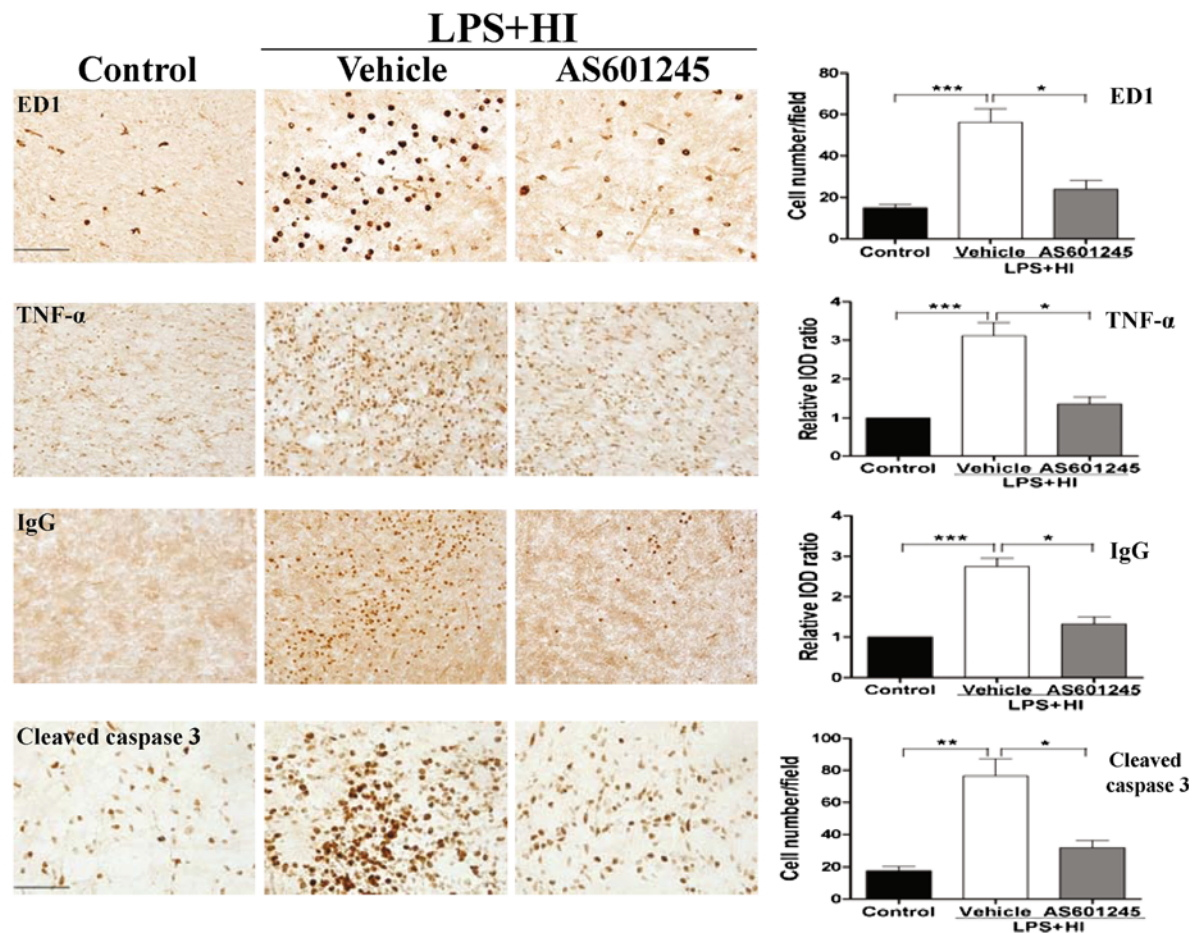 LPS+HI
Control Vehicle AS601245
ED1
TNF-α
IgG
Cleaved caspase 3
80
60
40
20
0
Cell number/field
*** *
ED1
Control Vehicle AS601245
LPS+HI
4
3
2
1
0
Relative IOD ratio
*** *
TNF-α
Control Vehicle AS601245
LPS+HI
4
3
2
1
0
Relative IOD ratio
*** *
IgG
Control Vehicle AS601245
LPS+HI
100
80
60
40
20
0
Cell number/field
** *
Cleaved
caspase 3
Control Vehicle AS601245
LPS+HI